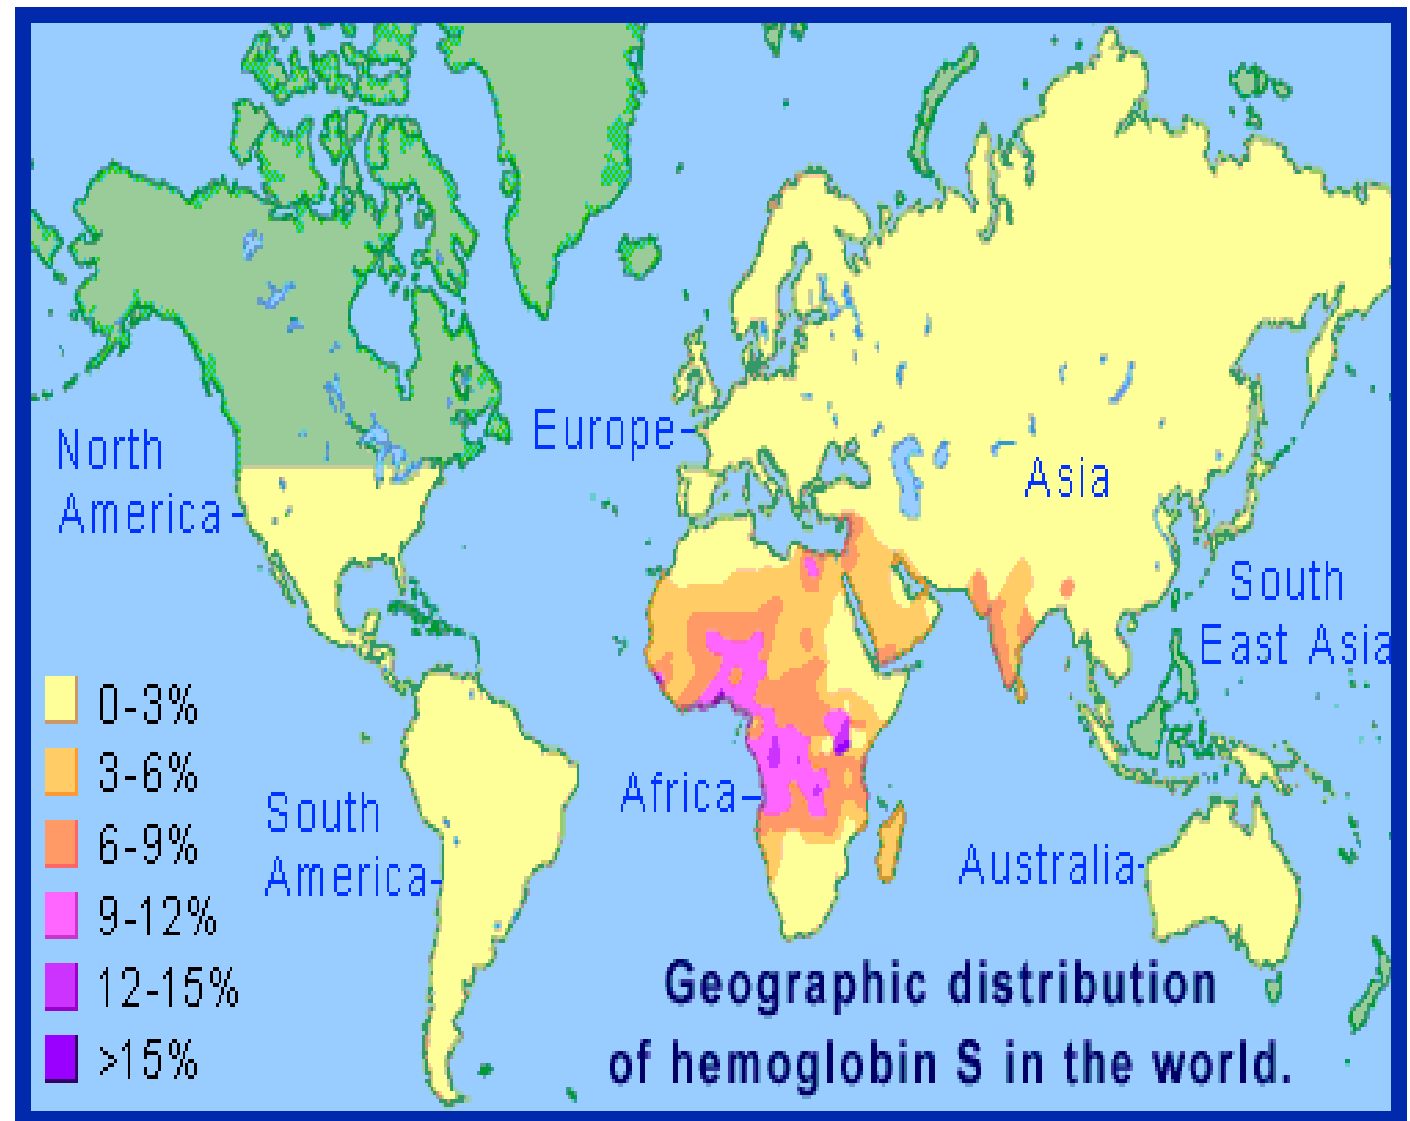 Europe
North
America
Asia
South
East Asia
0-3%
3-6%
6-9%
9-12%
12-15%
>15%
South
America
Africa
Australia
Geographic distribution
of hemoglobin S in the world.